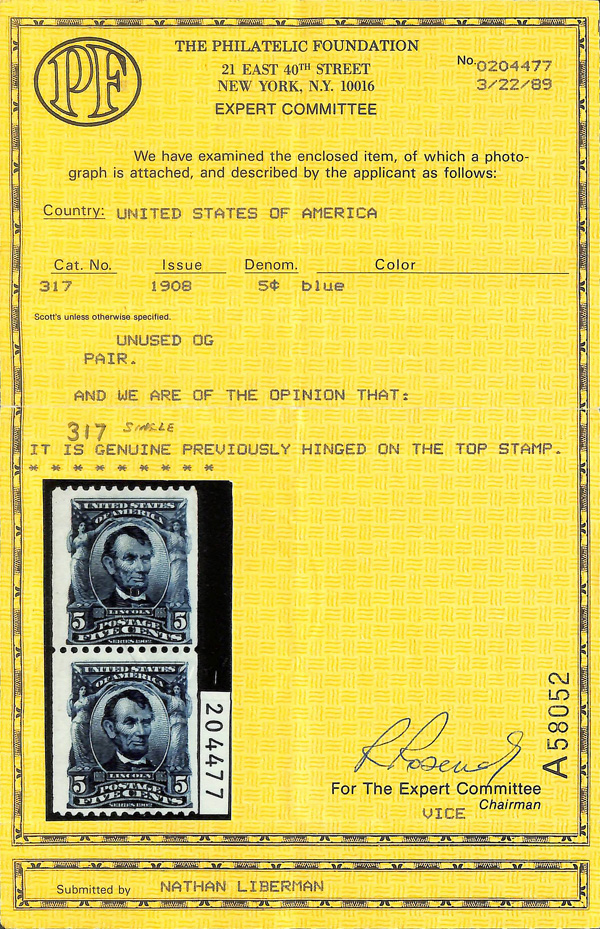 PF
THE PHILATELIC FOUNDATION
21 EAST 40TH STREET
NEW YORK, N.Y. 10016
EXPERT COMMITTEE
No. 0204477
3/22/89
We have examined the enclosed item, of which a photo-
graph is attached, and described by the applicant as follows:
Country: UNITED STATES OF AMERICA
Cat. No. Issue Denom. Color
317 1908 5¢ blue
Scott's unless otherwise specified.
UNUSED OG
PAIR.
AND WE ARE OF THE OPINION THAT:
317 SINGLE
IT IS GENUINE PREVIOUSLY HINGED ON THE TOP STAMP.
* * * * * * * * *
UNITED STATES
OF AMERICA
LINCOLN
5 POSTAGE 5
FIVE CENTS
SERIES 1902
UNITED STATES
OF AMERICA
LINCOLN
5 POSTAGE 5
FIVE CENTS
SERIES 1902
204477
A58052
For The Expert Committee
Chairman
VICE
Submitted by NATHAN LIBERMAN